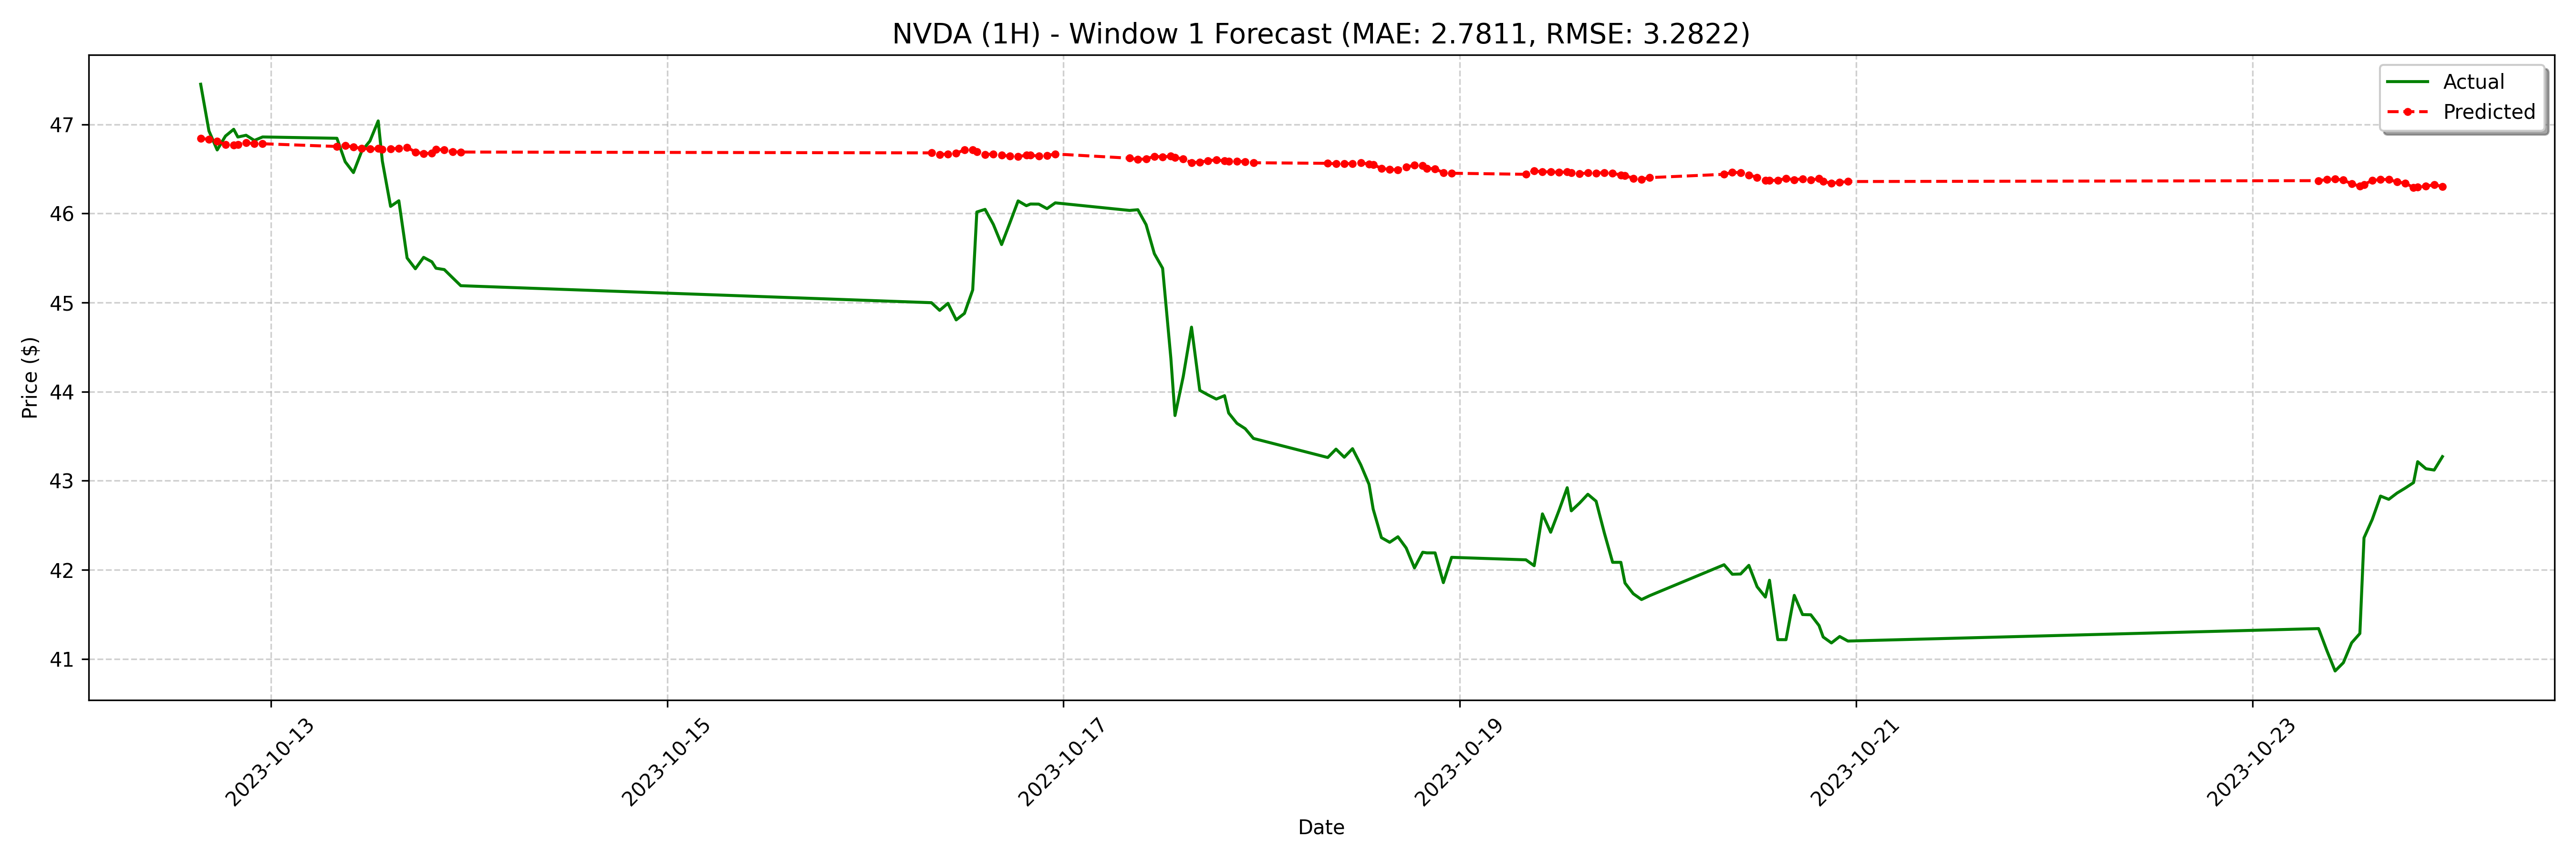 NVDA (1H) - Window 1 Forecast (MAE: 2.7811, RMSE: 3.2822)
Actual
Predicted
Price ($)
47
46
45
44
43
42
41
2023-10-13
2023-10-15
2023-10-17
2023-10-19
2023-10-21
2023-10-23
Date